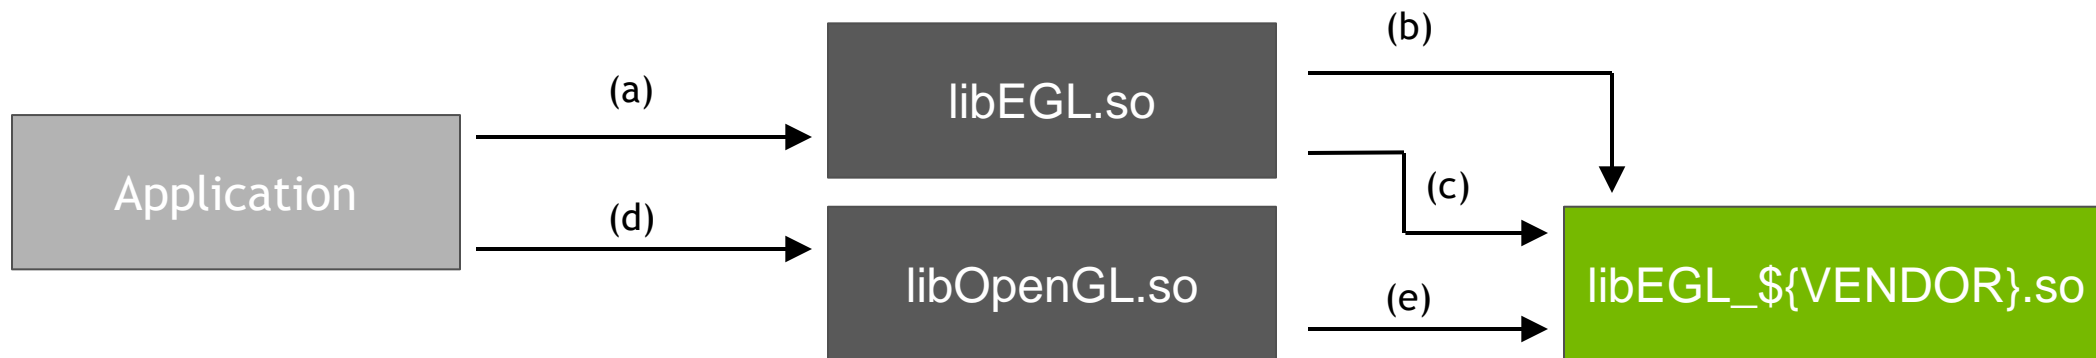 (b)
(a)
libEGL.so
Application
(c)
(d)
libOpenGL.so
libEGL_${VENDOR}.so
(e)